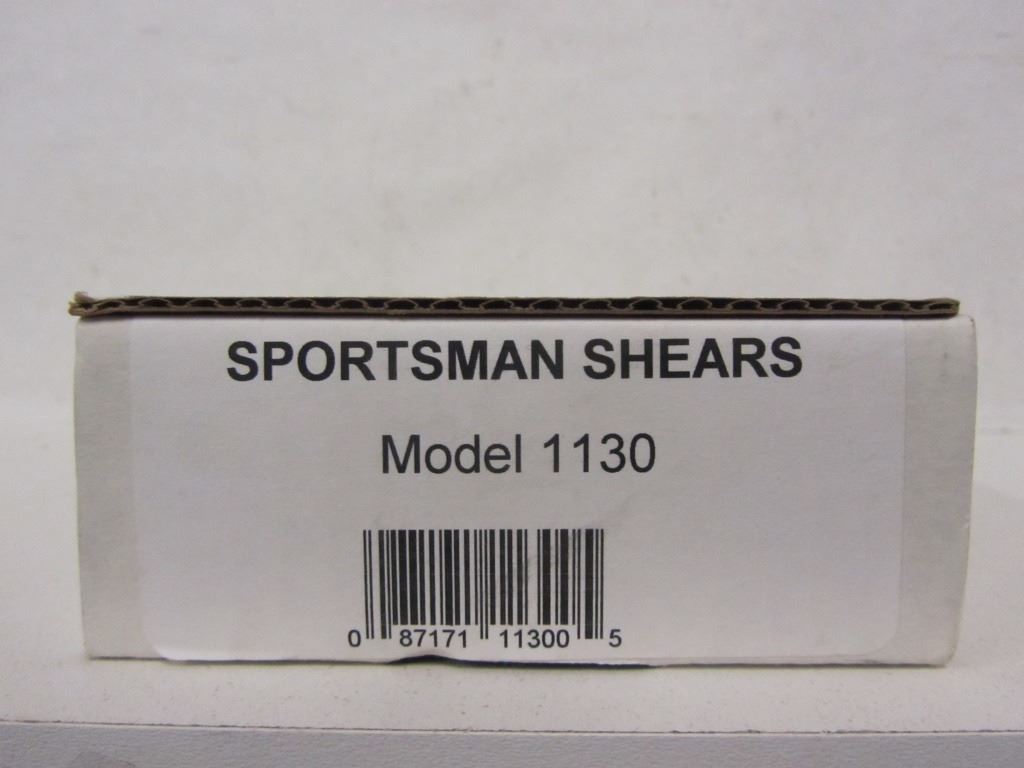 SPORTSMAN SHEARS
Model 1130
0 87171 11300 5